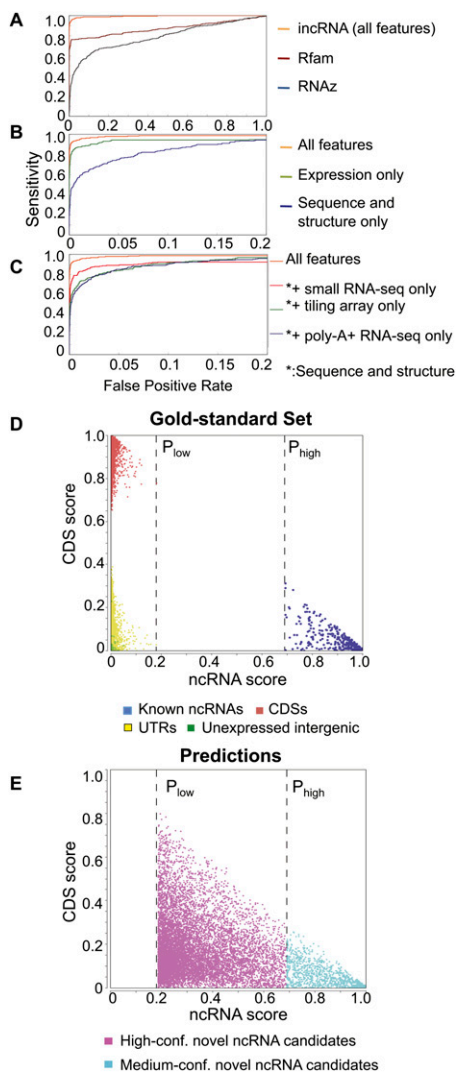 A
1.0
0.8
0.6
0.4
0.2
0
0 0.2 0.4 0.6 0.8 1.0
incRNA (all features)
Rfam
RNAz
B
1.0
0.8
0.6
0.4
0.2
0
0 0.05 0.1 0.15 0.2
Sensitivity
All features
Expression only
Sequence and
structure only
C
1.0
0.8
0.6
0.4
0.2
0
0 0.05 0.1 0.15 0.2
False Positive Rate
All features
*+ small RNA-seq only
*+ tiling array only
*+ poly-A+ RNA-seq only
*:Sequence and structure
D
Gold-standard Set
P low
P high
1.0
0.8
0.6
0.4
0.2
0
CDS score
0 0.2 0.4 0.6 0.8 1.0
ncRNA score
Known ncRNAs
CDSs
UTRs
Unexpressed intergenic
Predictions
E
P low
P high
1.0
0.8
0.6
0.4
0.2
0
CDS score
0 0.2 0.4 0.6 0.8 1.0
ncRNA score
High-conf. novel ncRNA candidates
Medium-conf. novel ncRNA candidates